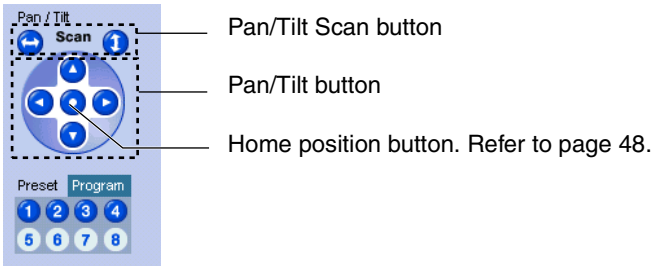 Pan / Tilt
Scan
Pan/Tilt Scan button
Pan/Tilt button
Home position button. Refer to page 48.
Preset Program
1 2 3 4
5 6 7 8